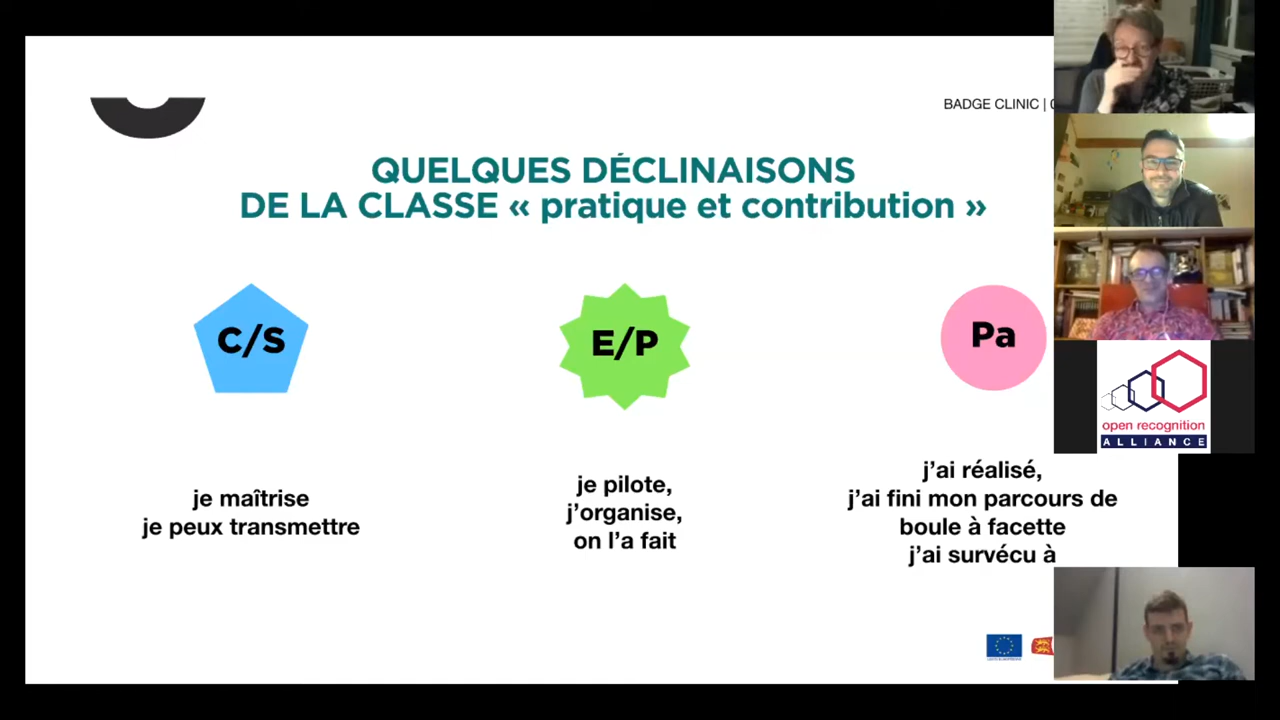 BADGE CLINIC |
QUELQUES DÉCLINAISONS
DE LA CLASSE « pratique et contribution »
C/S
E/P
Pa
je maîtrise
je peux transmettre
je pilote,
j’organise,
on l’a fait
j’ai réalisé,
j’ai fini mon parcours de
boule à facette
j’ai survécu à
open recognition
ALLIANCE